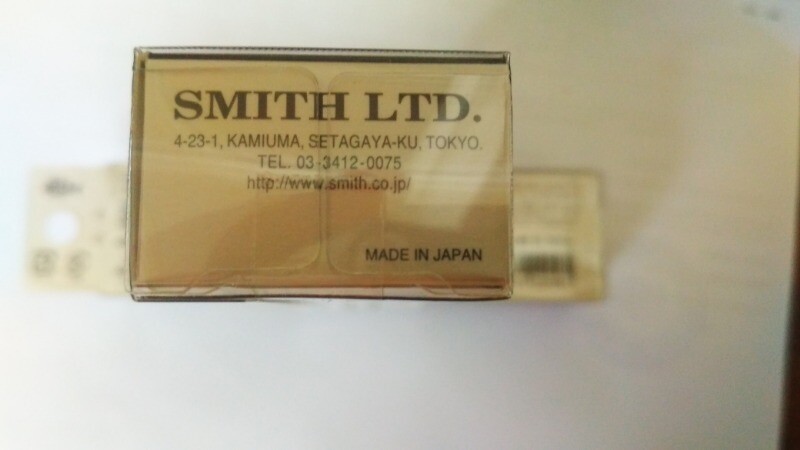 SMITH LTD.
4-23-1, KAMIUMA, SETAGAYA-KU, TOKYO.
TEL. 03-3412-0075
http://www.smith.co.jp/
MADE IN JAPAN